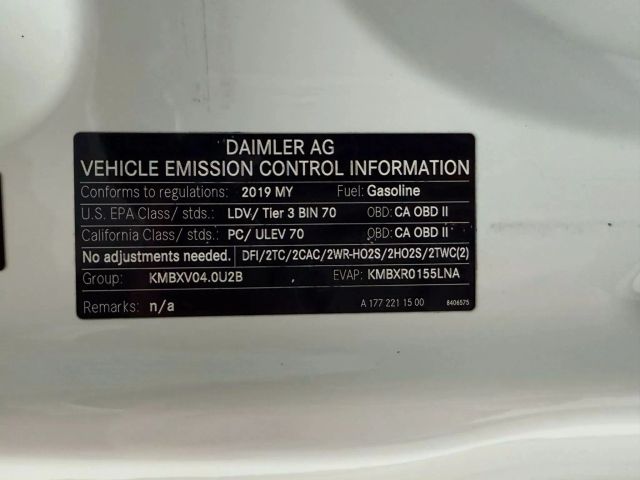 DAIMLER AG
VEHICLE EMISSION CONTROL INFORMATION
Conforms to regulations: 2019 MY Fuel: Gasoline
U.S. EPA Class/ stds.: LDV/ Tier 3 BIN 70 OBD: CA OBD II
California Class/ stds.: PC/ ULEV 70 OBD: CA OBD II
No adjustments needed. DFI/2TC/2CAC/2WR-HO2S/2HO2S/2TWC(2)
Group: KMBXV04.0U2B EVAP: KMBXR0155LNA
Remarks: n/a A 177 221 15 00 8406575